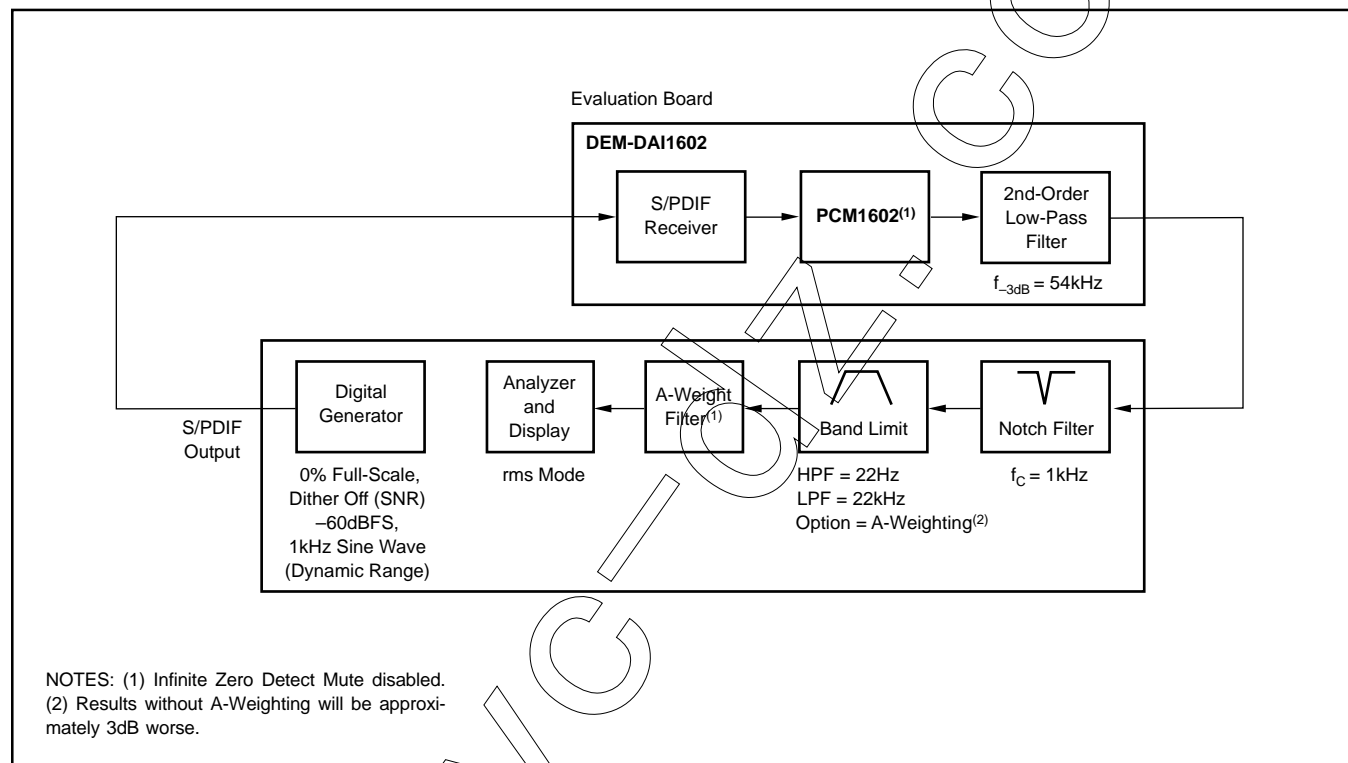 Evaluation Board
DEM-DAI1602
S/PDIF
Receiver
PCM1602(1)
2nd-Order
Low-Pass
Filter
f–3dB = 54kHz
S/PDIF
Output
Digital
Generator
0% Full-Scale,
Dither Off (SNR)
–60dBFS,
1kHz Sine Wave
(Dynamic Range)
Analyzer
and
Display
rms Mode
A-Weight
Filter(1)
Band Limit
HPF = 22Hz
LPF = 22kHz
Option = A-Weighting(2)
Notch Filter
fC = 1kHz
NOTES: (1) Infinite Zero Detect Mute disabled.
(2) Results without A-Weighting will be approxi-
mately 3dB worse.